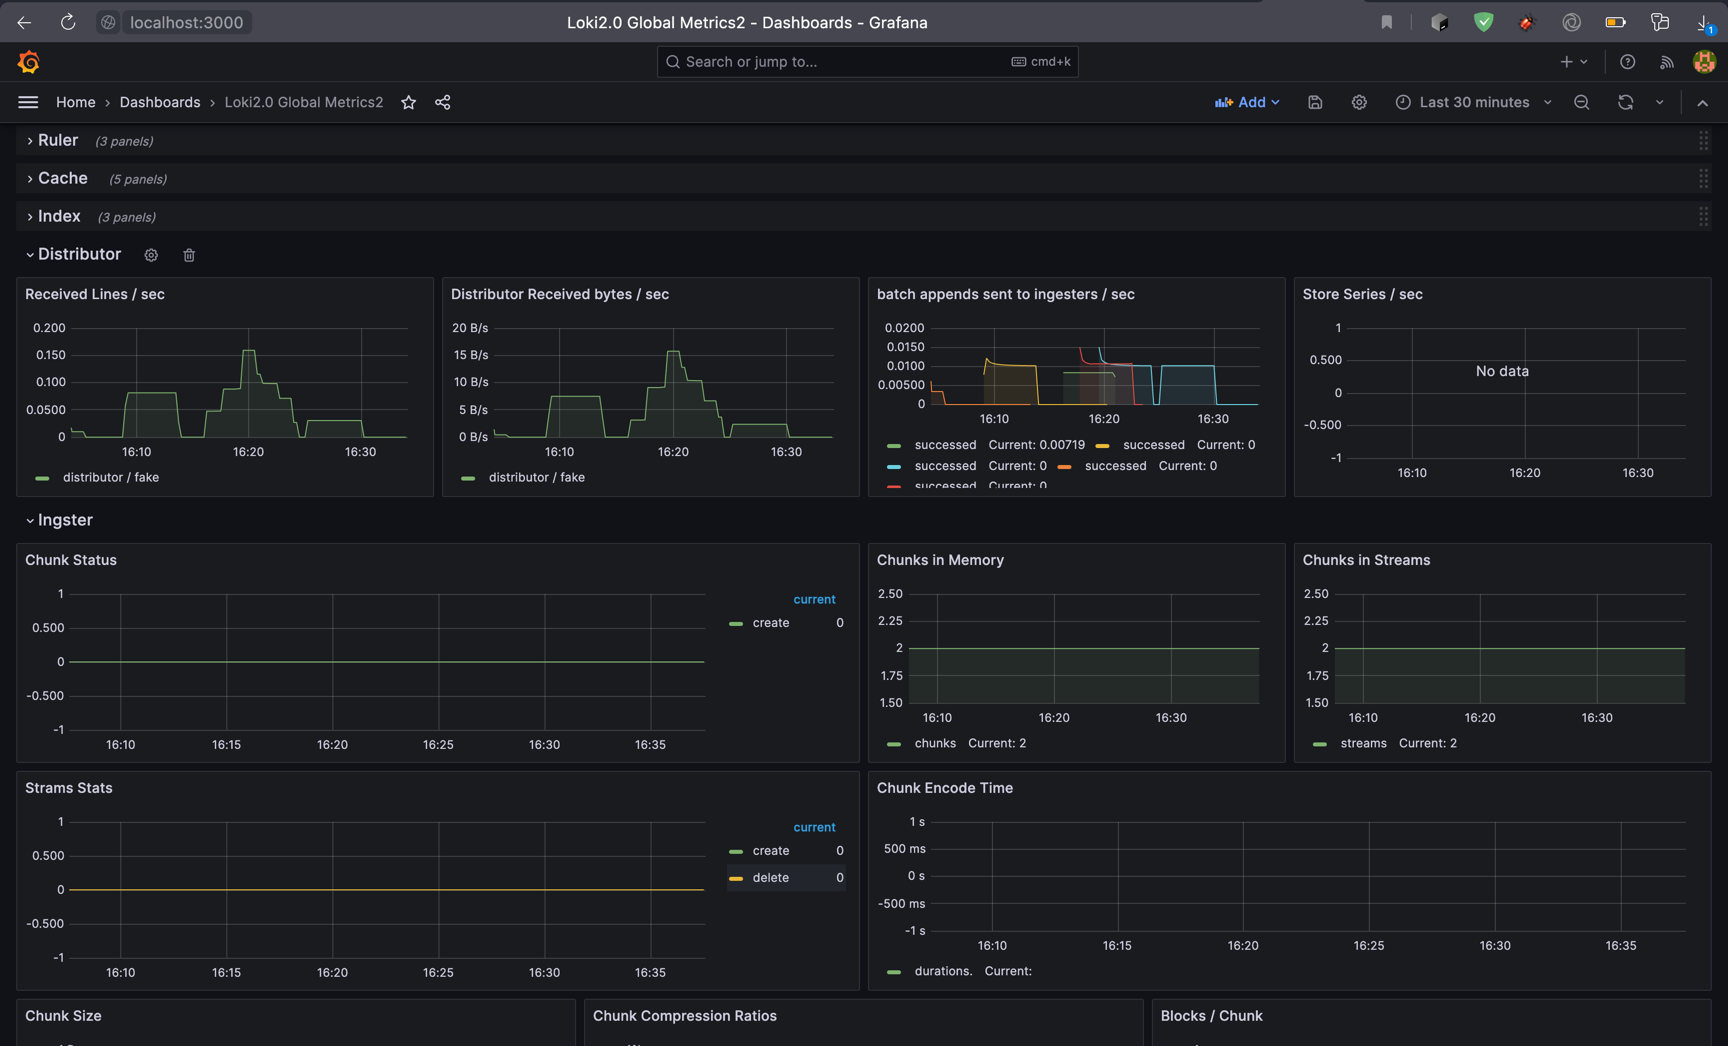 localhost:3000
Loki2.0 Global Metrics2 - Dashboards - Grafana
1
Search or jump to...
cmd+k
Home › Dashboards › Loki2.0 Global Metrics2
Add
Last 30 minutes
Ruler (3 panels)
Cache (5 panels)
Index (3 panels)
Distributor
Received Lines / sec
0.200
0.150
0.100
0.0500
0
16:10 16:20 16:30
distributor / fake
Distributor Received bytes / sec
20 B/s
15 B/s
10 B/s
5 B/s
0 B/s
16:10 16:20 16:30
distributor / fake
batch appends sent to ingesters / sec
0.0200
0.0150
0.0100
0.00500
0
16:10 16:20 16:30
successed Current: 0.00719 successed Current: 0
successed Current: 0 successed Current: 0
successed Current: 0
Store Series / sec
1
0.500
0
-0.500
-1
No data
16:10 16:20 16:30
Ingster
Chunk Status
1
0.500
0
-0.500
-1
16:10 16:15 16:20 16:25 16:30 16:35
current
create 0
Chunks in Memory
2.50
2.25
2
1.75
1.50
16:10 16:20 16:30
chunks Current: 2
Chunks in Streams
2.50
2.25
2
1.75
1.50
16:10 16:20 16:30
streams Current: 2
Strams Stats
1
0.500
0
-0.500
-1
16:10 16:15 16:20 16:25 16:30 16:35
current
create 0
delete 0
Chunk Encode Time
1 s
500 ms
0 s
-500 ms
-1 s
16:10 16:15 16:20 16:25 16:30 16:35
durations. Current:
Chunk Size
Chunk Compression Ratios
Blocks / Chunk